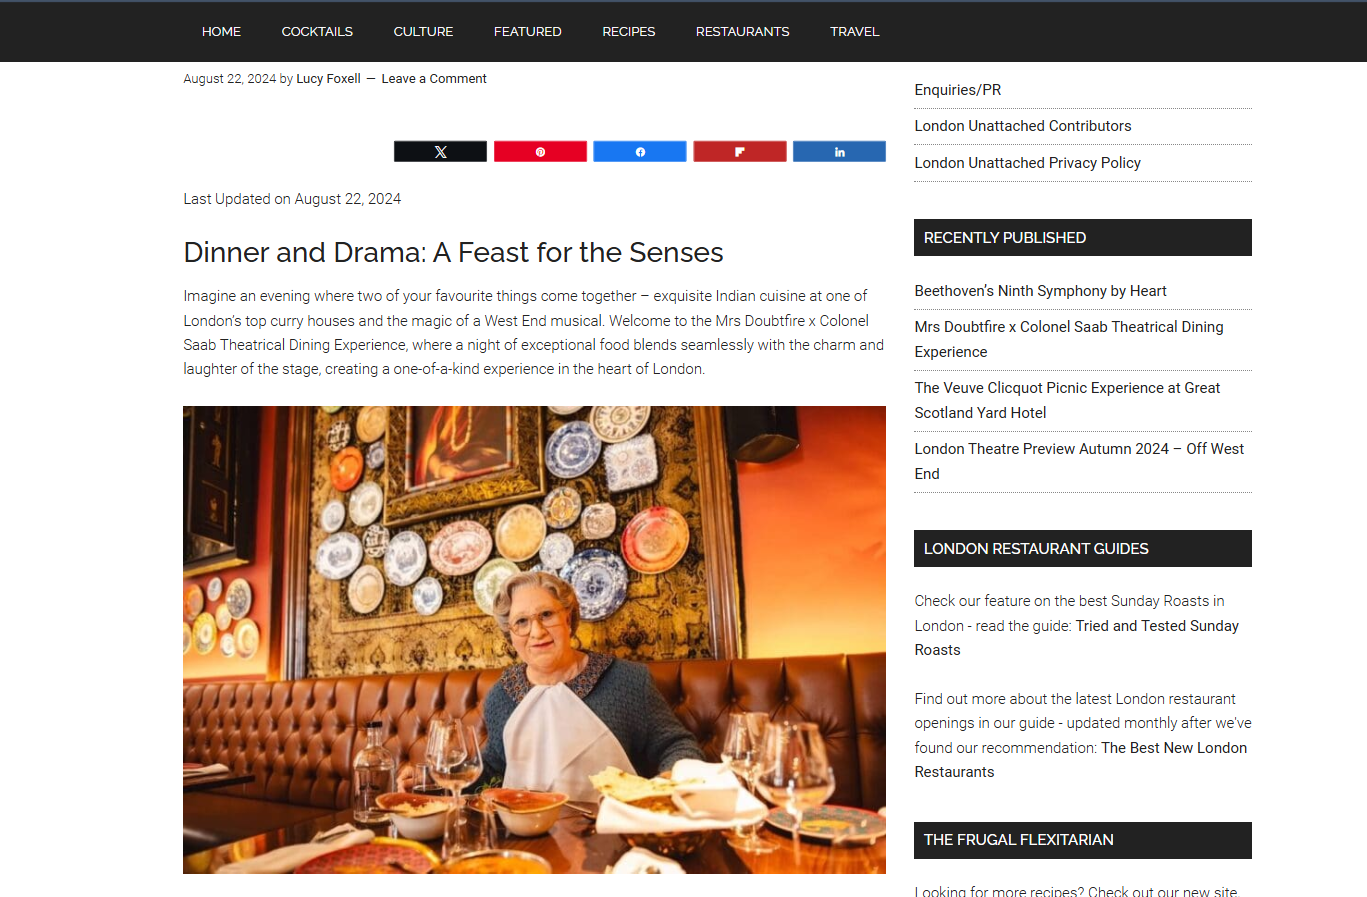 HOME COCKTAILS CULTURE FEATURED RECIPES RESTAURANTS TRAVEL
August 22, 2024 by Lucy Foxell — Leave a Comment
Last Updated on August 22, 2024
Dinner and Drama: A Feast for the Senses
Imagine an evening where two of your favourite things come together – exquisite Indian cuisine at one of
London’s top curry houses and the magic of a West End musical. Welcome to the Mrs Doubtfire x Colonel
Saab Theatrical Dining Experience, where a night of exceptional food blends seamlessly with the charm and
laughter of the stage, creating a one-of-a-kind experience in the heart of London.
Enquiries/PR
London Unattached Contributors
London Unattached Privacy Policy
RECENTLY PUBLISHED
Beethoven’s Ninth Symphony by Heart
Mrs Doubtfire x Colonel Saab Theatrical Dining
Experience
The Veuve Clicquot Picnic Experience at Great
Scotland Yard Hotel
London Theatre Preview Autumn 2024 – Off West
End
LONDON RESTAURANT GUIDES
Check our feature on the best Sunday Roasts in
London - read the guide: Tried and Tested Sunday
Roasts
Find out more about the latest London restaurant
openings in our guide - updated monthly after we've
found our recommendation: The Best New London
Restaurants
THE FRUGAL FLEXITARIAN
Looking for more recipes? Check out our new site,